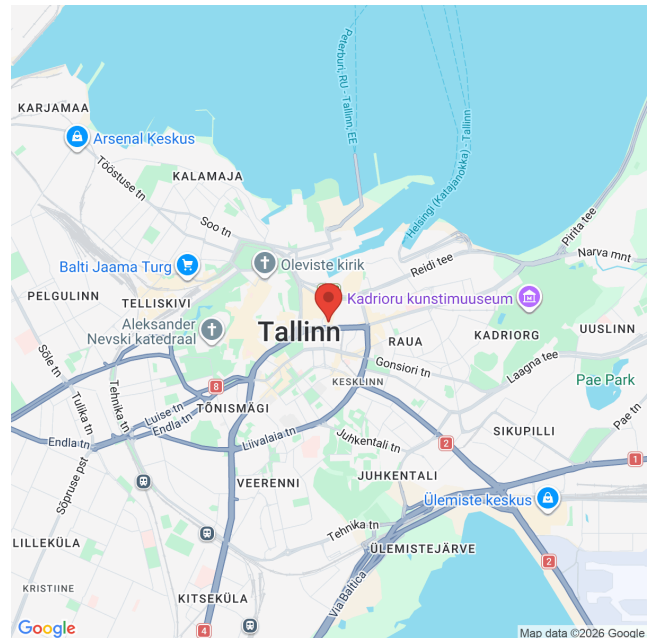 Peterburi, RU - Tallinn, EE
Helsingi (Katajanokka) - Tallinn
KARJAMAA
Arsenal Keskus
Tööstuse tn
KALAMAJA
Soo tn
Pirita tee
Narva mnt
Reidi tee
Oleviste kirik
Balti Jaama Turg
PELGULINN
TELLISKIVI
Kadrioru kunstimuuseum
Aleksander
Nevski katedraal
Tallinn
RAUA
KADRIORG
UUSLINN
Sõle tn
Gonsiori tn
Laagna tee
Pae Park
KESKLINN
8
Tulika tn
Tehnika tn
Luise tn
TÕNISMÄGI
Pae tn
Endla tn
Endla tn
Liivalaia tn
Juhkentali tn
2
SIKUPILLI
1
Sõpruse pst
VEERENNI
JUHKENTALI
Ülemiste keskus
Tehnika tn
LILLEKÜLA
ÜLEMISTEJÄRVE
2
KRISTIINE
KITSEKÜLA
Via Baltica
4
Google
Map data ©2026 Google